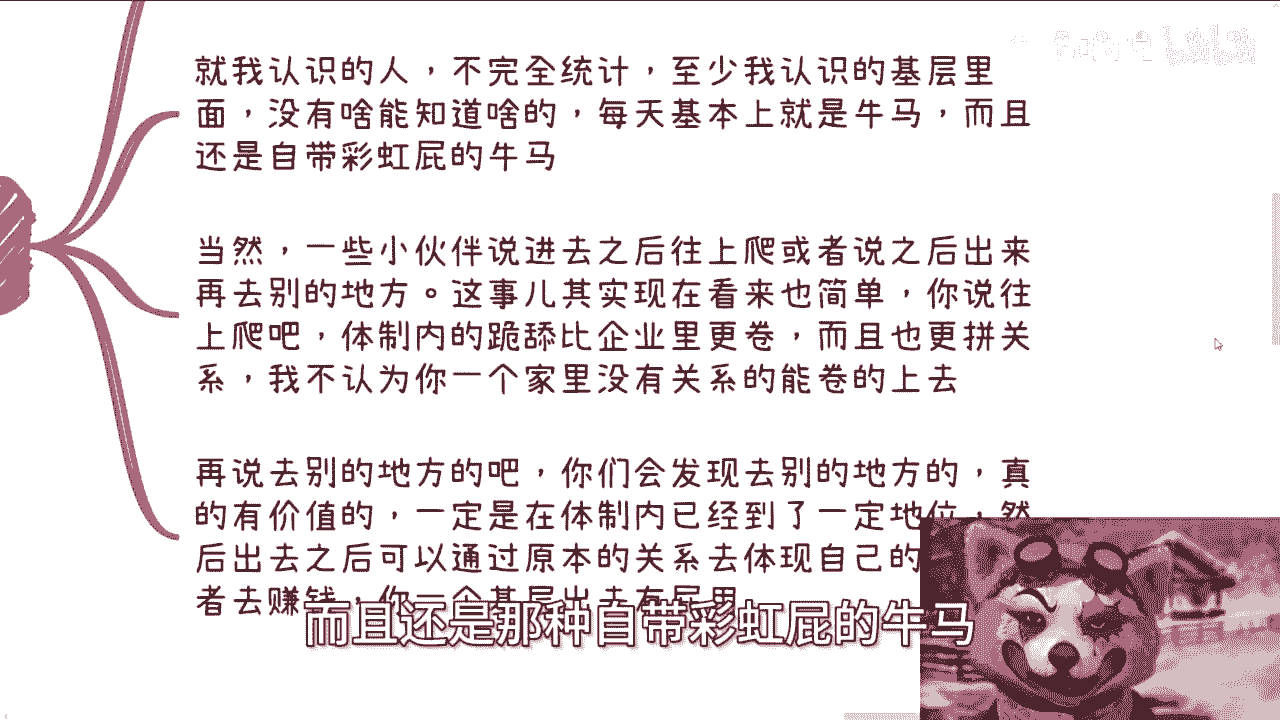 就我认识的人，不完全统计，至少我认识的基层里
面，没有啥能知道啥的，每天基本上就是牛马，而且
还是自带彩虹屁的牛马
当然，一些小伙伴说进去之后往上爬或者说之后出来
再去别的地方。这事儿其实现在看来也简单，你说往
上爬吧，体制内的跪舔比企业里更卷，而且也更拼关
系，我不认为你一个家里没有关系的能卷的上去
再说去别的地方的吧，你们会发现去别的地方的，真
的有价值的，一定是在体制内已经到了一定地位，然
后出去之后可以通过原本的关系去体现自己的
者去赚钱，你一个基层出去有屁用
而且还是那种自带彩虹屁的牛马